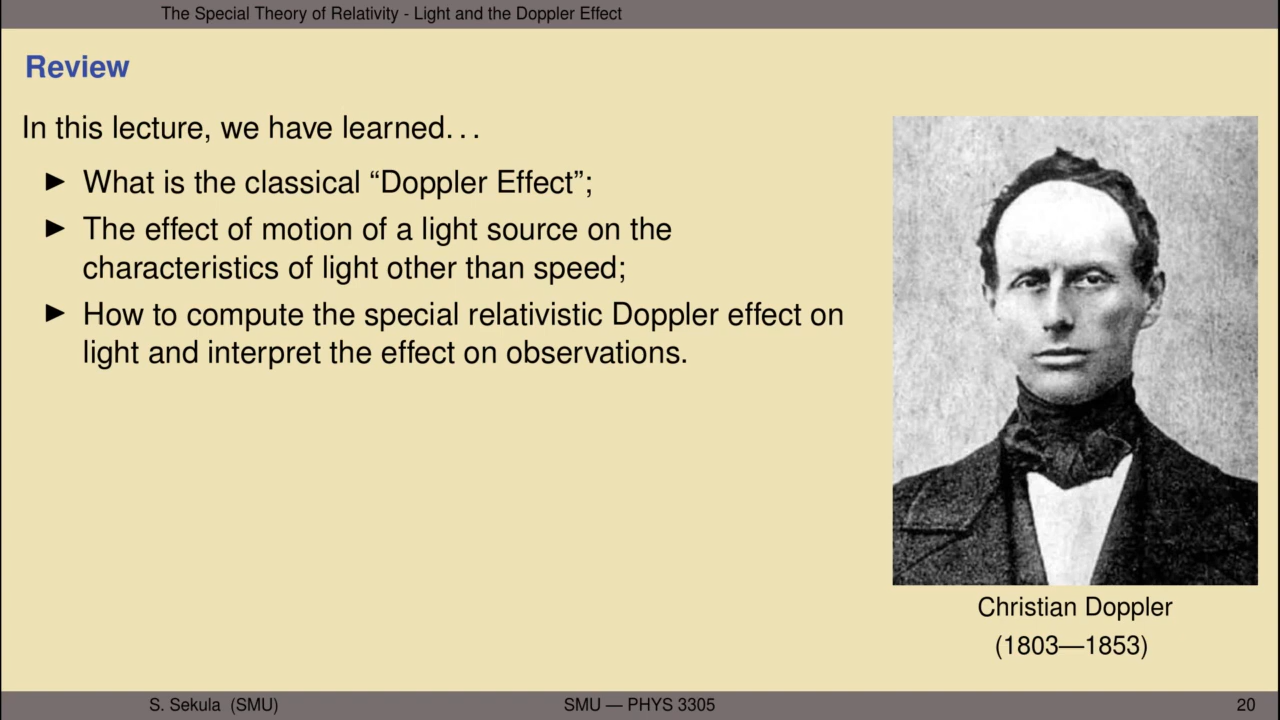 The Special Theory of Relativity - Light and the Doppler Effect
Review
In this lecture, we have learned. . .
► What is the classical “Doppler Effect”;
► The effect of motion of a light source on the
characteristics of light other than speed;
► How to compute the special relativistic Doppler effect on
light and interpret the effect on observations.
Christian Doppler
(1803—1853)
S. Sekula (SMU)
SMU — PHYS 3305
20